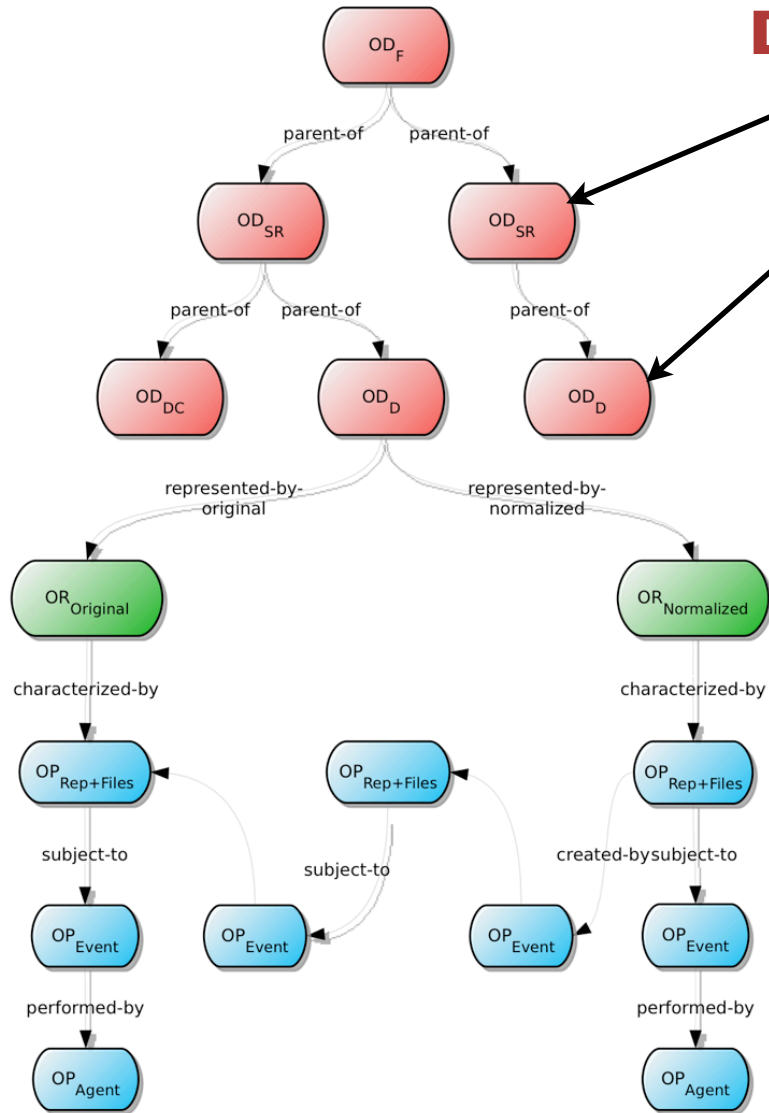 OD_F
parent-of parent-of
OD_SR OD_SR
parent-of parent-of parent-of
OD_DC OD_D OD_D
represented-by-original represented-by-normalized
OR_Original OR_Normalized
characterized-by characterized-by
OP_Rep+Files OP_Rep+Files OP_Rep+Files
subject-to subject-to created-by subject-to
OP_Event OP_Event OP_Event OP_Event
performed-by performed-by
OP_Agent OP_Agent